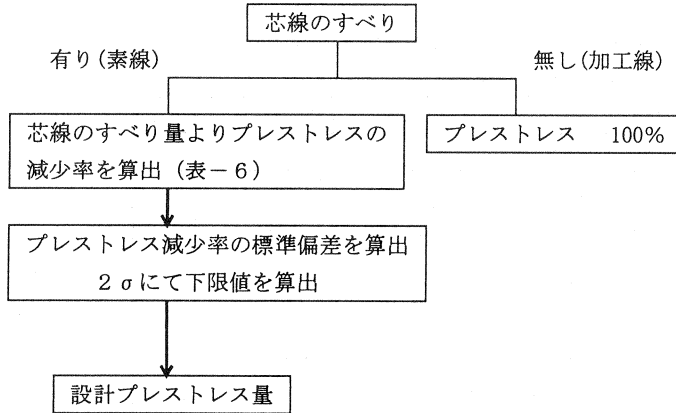 芯線のすべり
有り(素線)
無し(加工線)
芯線のすべり量よりプレストレスの
減少率を算出 (表－6)
プレストレス 100%
プレストレス減少率の標準偏差を算出
2σにて下限値を算出
設計プレストレス量